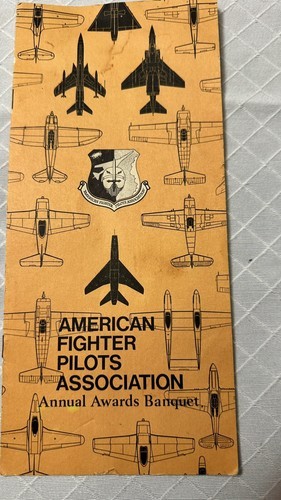 AMERICAN
FIGHTER
PILOTS
ASSOCIATION
Annual Awards Banquet